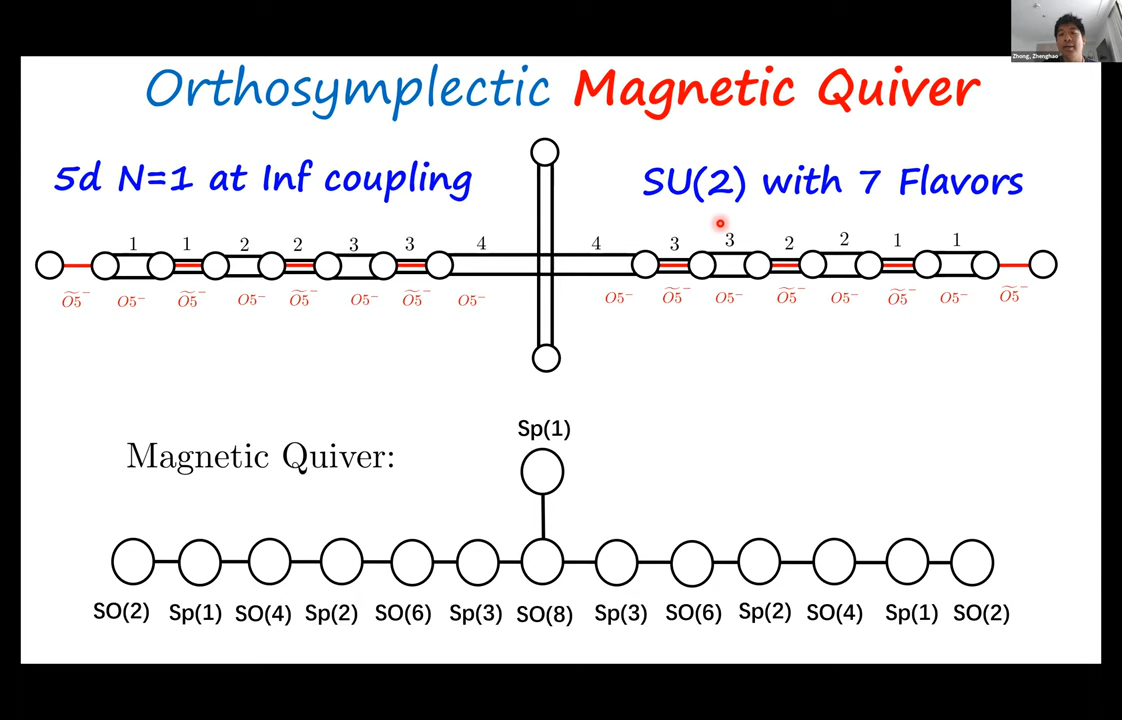 Zhong, Zhenghao
Orthosymplectic Magnetic Quiver
5d N=1 at Inf coupling
SU(2) with 7 Flavors
1 1 2 2 3 3 4 4 3 3 2 2 1 1
Õ5⁻ O5⁻ Õ5⁻ O5⁻ Õ5⁻ O5⁻ Õ5⁻ O5⁻ O5⁻ Õ5⁻ O5⁻ Õ5⁻ O5⁻ Õ5⁻ O5⁻ Õ5⁻
Sp(1)
Magnetic Quiver:
SO(2) Sp(1) SO(4) Sp(2) SO(6) Sp(3) SO(8) Sp(3) SO(6) Sp(2) SO(4) Sp(1) SO(2)